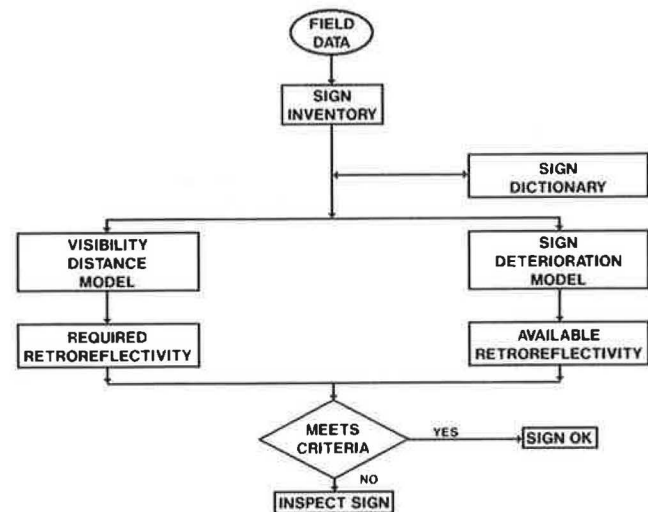 FIELD
DATA
SIGN
INVENTORY
SIGN
DICTIONARY
VISIBILITY
DISTANCE
MODEL
SIGN
DETERIORATION
MODEL
REQUIRED
RETROREFLECTIVITY
AVAILABLE
RETROREFLECTIVITY
MEETS
CRITERIA
YES
SIGN OK
NO
INSPECT SIGN